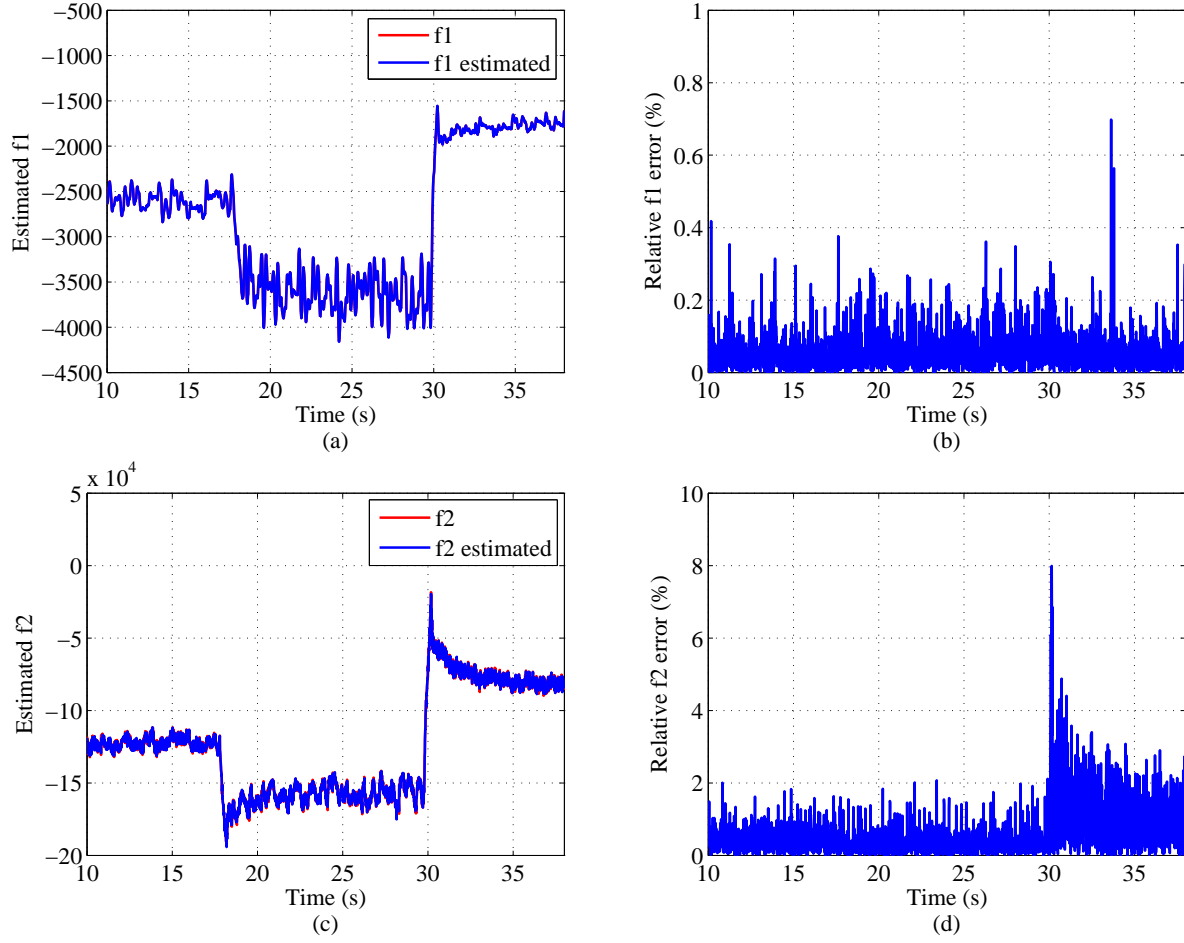 −500
−1000
−1500
−2000
−2500
−3000
−3500
−4000
−4500
Estimated f1
10 15 20 25 30 35
Time (s)
(a)
f1
f1 estimated
1
0.8
0.6
0.4
0.2
0
Relative f1 error (%)
10 15 20 25 30 35
Time (s)
(b)
x 10^4
5
0
−5
−10
−15
−20
Estimated f2
10 15 20 25 30 35
Time (s)
(c)
f2
f2 estimated
10
8
6
4
2
0
Relative f2 error (%)
10 15 20 25 30 35
Time (s)
(d)